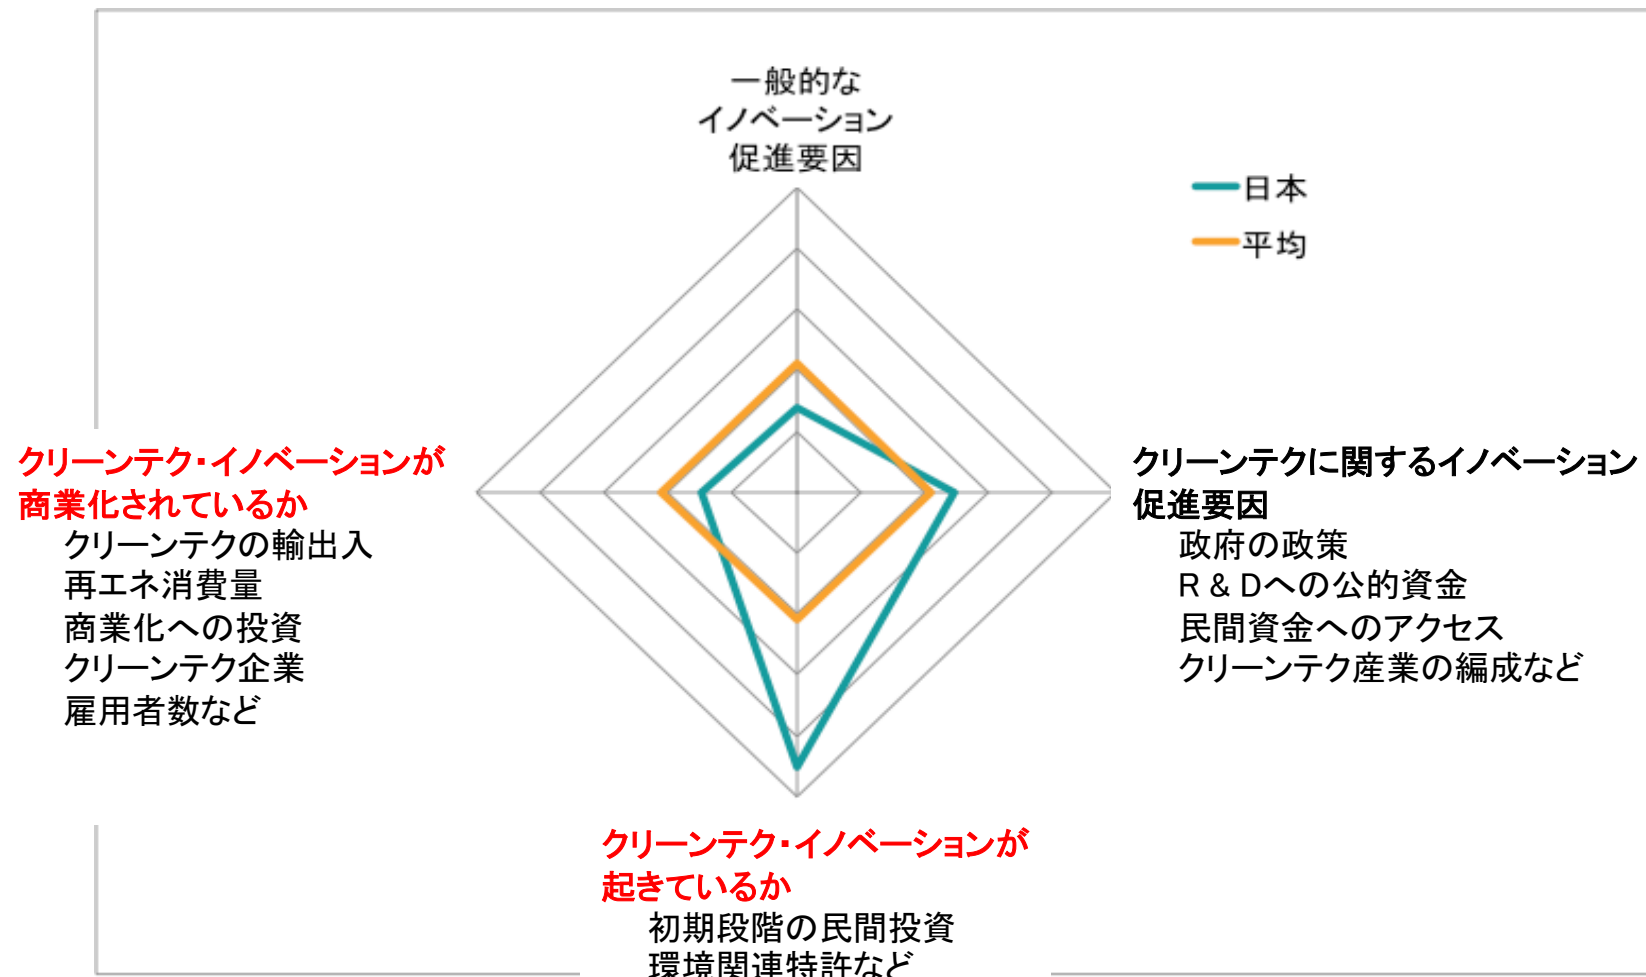 一般的な
イノベーション
促進要因
日本
平均
クリーンテク・イノベーションが
商業化されているか
クリーンテクの輸出入
再エネ消費量
商業化への投資
クリーンテク企業
雇用者数など
クリーンテクに関するイノベーション
促進要因
政府の政策
R & Dへの公的資金
民間資金へのアクセス
クリーンテク産業の編成など
クリーンテク・イノベーションが
起きているか
初期段階の民間投資
環境関連特許など